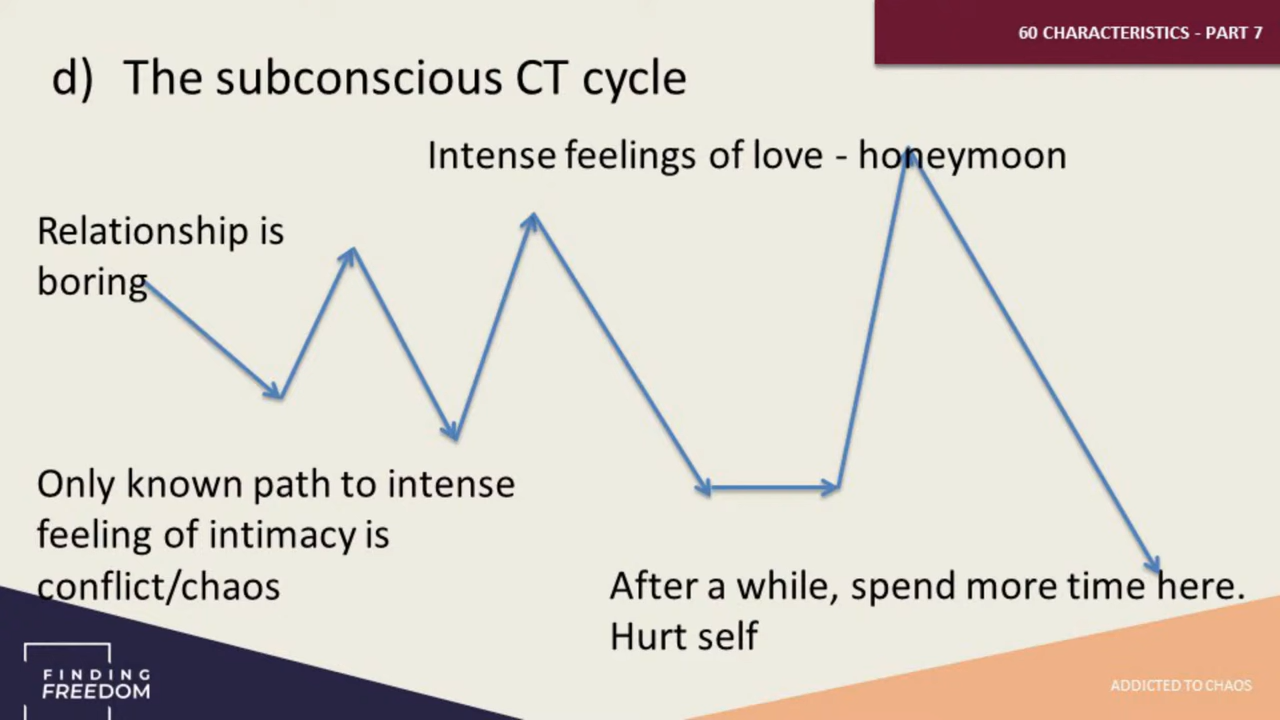 60 CHARACTERISTICS - PART 7
d) The subconscious CT cycle
Intense feelings of love - honeymoon
Relationship is
boring
Only known path to intense
feeling of intimacy is
conflict/chaos
After a while, spend more time here.
Hurt self
FINDING
FREEDOM
ADDICTED TO CHAOS